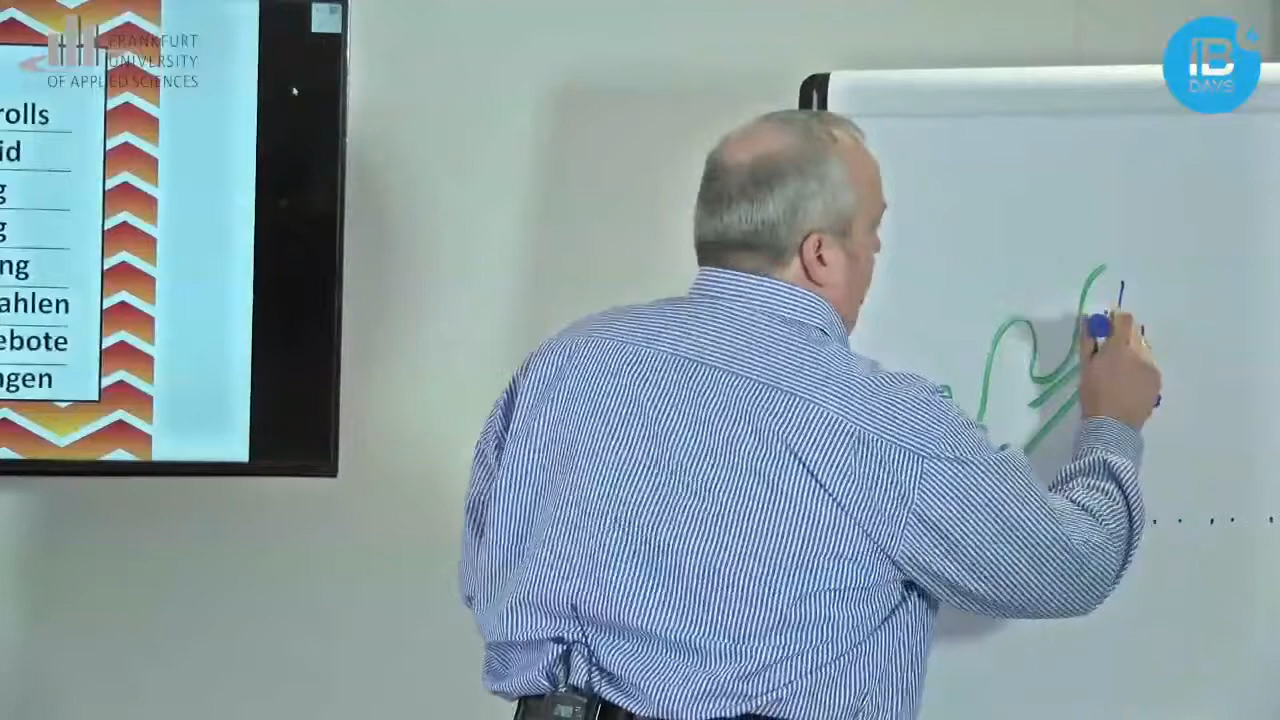 FRANKFURT
UNIVERSITY
OF APPLIED SCIENCES
IB
DAYS
rolls
id
g
g
ng
ahlen
ebote
ngen